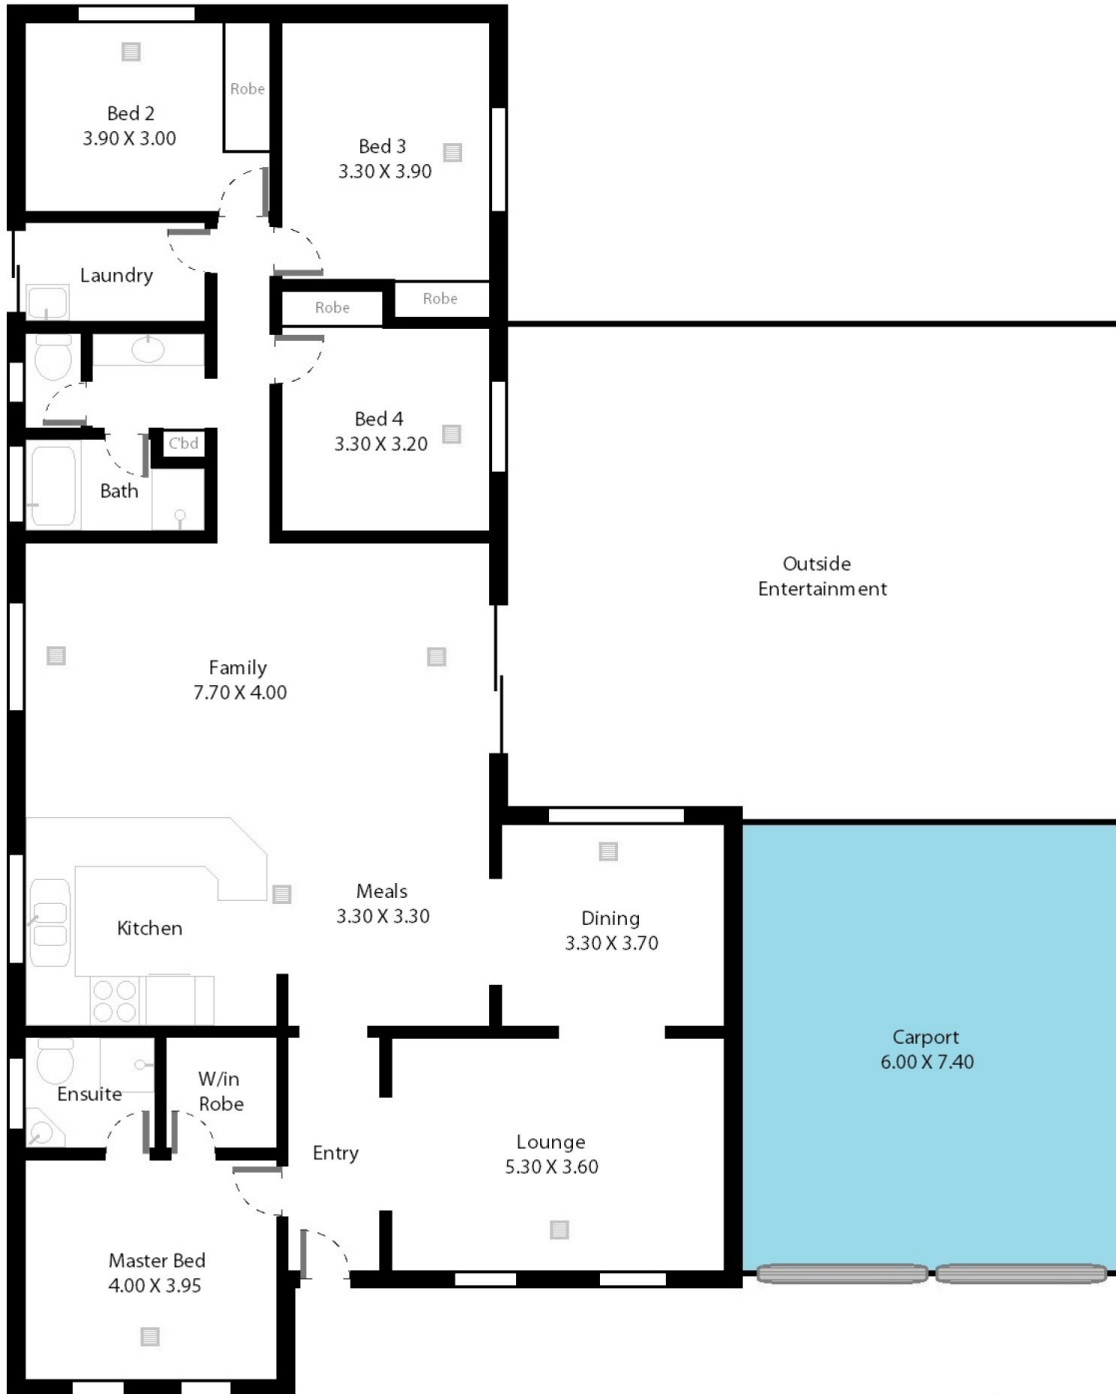 Bed 2
3.90 X 3.00
Robe
Bed 3
3.30 X 3.90
Laundry
Robe
Robe
Bed 4
3.30 X 3.20
C'bd
Bath
Outside
Entertainment
Family
7.70 X 4.00
Meals
3.30 X 3.30
Kitchen
Dining
3.30 X 3.70
Carport
6.00 X 7.40
Ensuite
W/in
Robe
Entry
Lounge
5.30 X 3.60
Master Bed
4.00 X 3.95